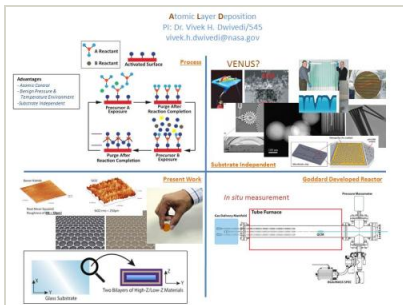 Atomic Layer Deposition
PI: Dr. Vivek H. Dwivedi/545
vivek.h.dwivedi@nasa.gov
A Reactant
B Reactant
Activated Surface
Process
Advantages
- Benign Pressure &
Temperature Environment
- Substrate Independent
Precursor A
Exposure
Purge After
Reaction Completion
Purge After
Reaction Completion
Precursor B
Exposure
VENUS?
Substrate Independent
Present Work
Glass Substrate
Two Bilayers of High-Z/Low-Z Materials
Goddard Developed Reactor
In situ measurement
Tube Furnace